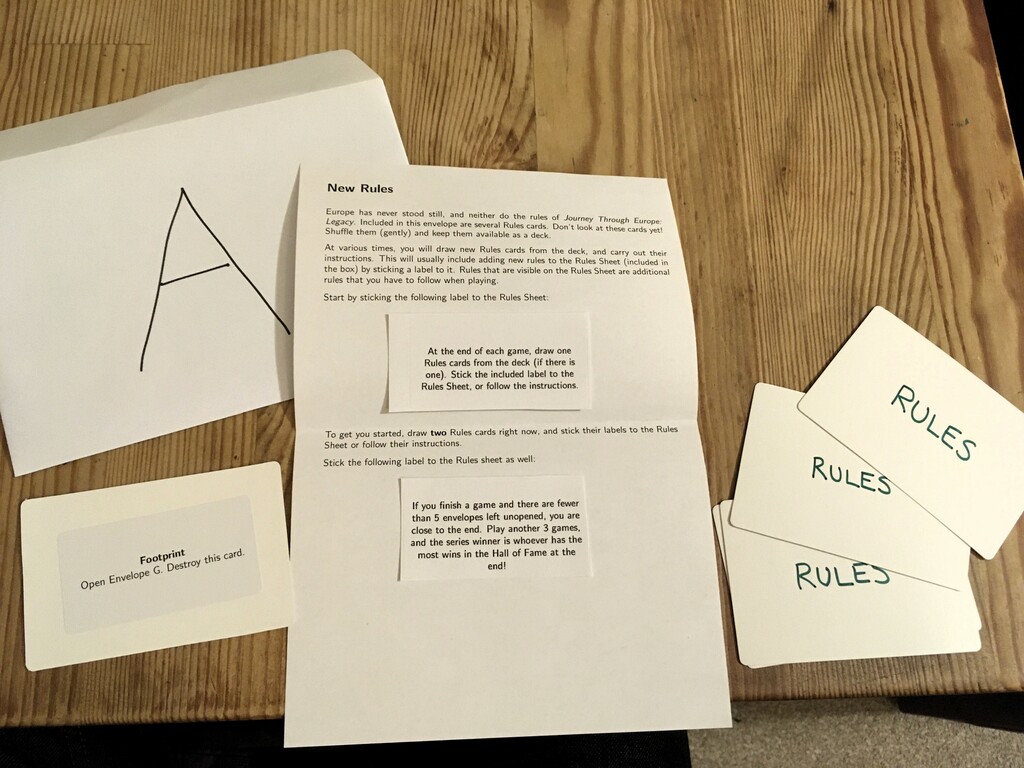 A
New Rules
Europe has never stood still, and neither do the rules of Journey Through Europe:
Legacy. Included in this envelope are several Rules cards. Don't look at these cards yet!
Shuffle them (gently) and keep them available as a deck.
At various times, you will draw new Rules cards from the deck, and carry out their
instructions. This will usually include adding new rules to the Rules Sheet (included in
the box) by sticking a label to it. Rules that are visible on the Rules Sheet are additional
rules that you have to follow when playing.
Start by sticking the following label to the Rules Sheet:
At the end of each game, draw one
Rules cards from the deck (if there is
one). Stick the included label to the
Rules Sheet, or follow the instructions.
To get you started, draw two Rules cards right now, and stick their labels to the Rules
Sheet or follow their instructions.
Stick the following label to the Rules sheet as well:
If you finish a game and there are fewer
than 5 envelopes left unopened, you are
close to the end. Play another 3 games,
and the series winner is whoever has the
most wins in the Hall of Fame at the
end!
Footprint
Open Envelope G. Destroy this card.
RULES
RULES
RULES